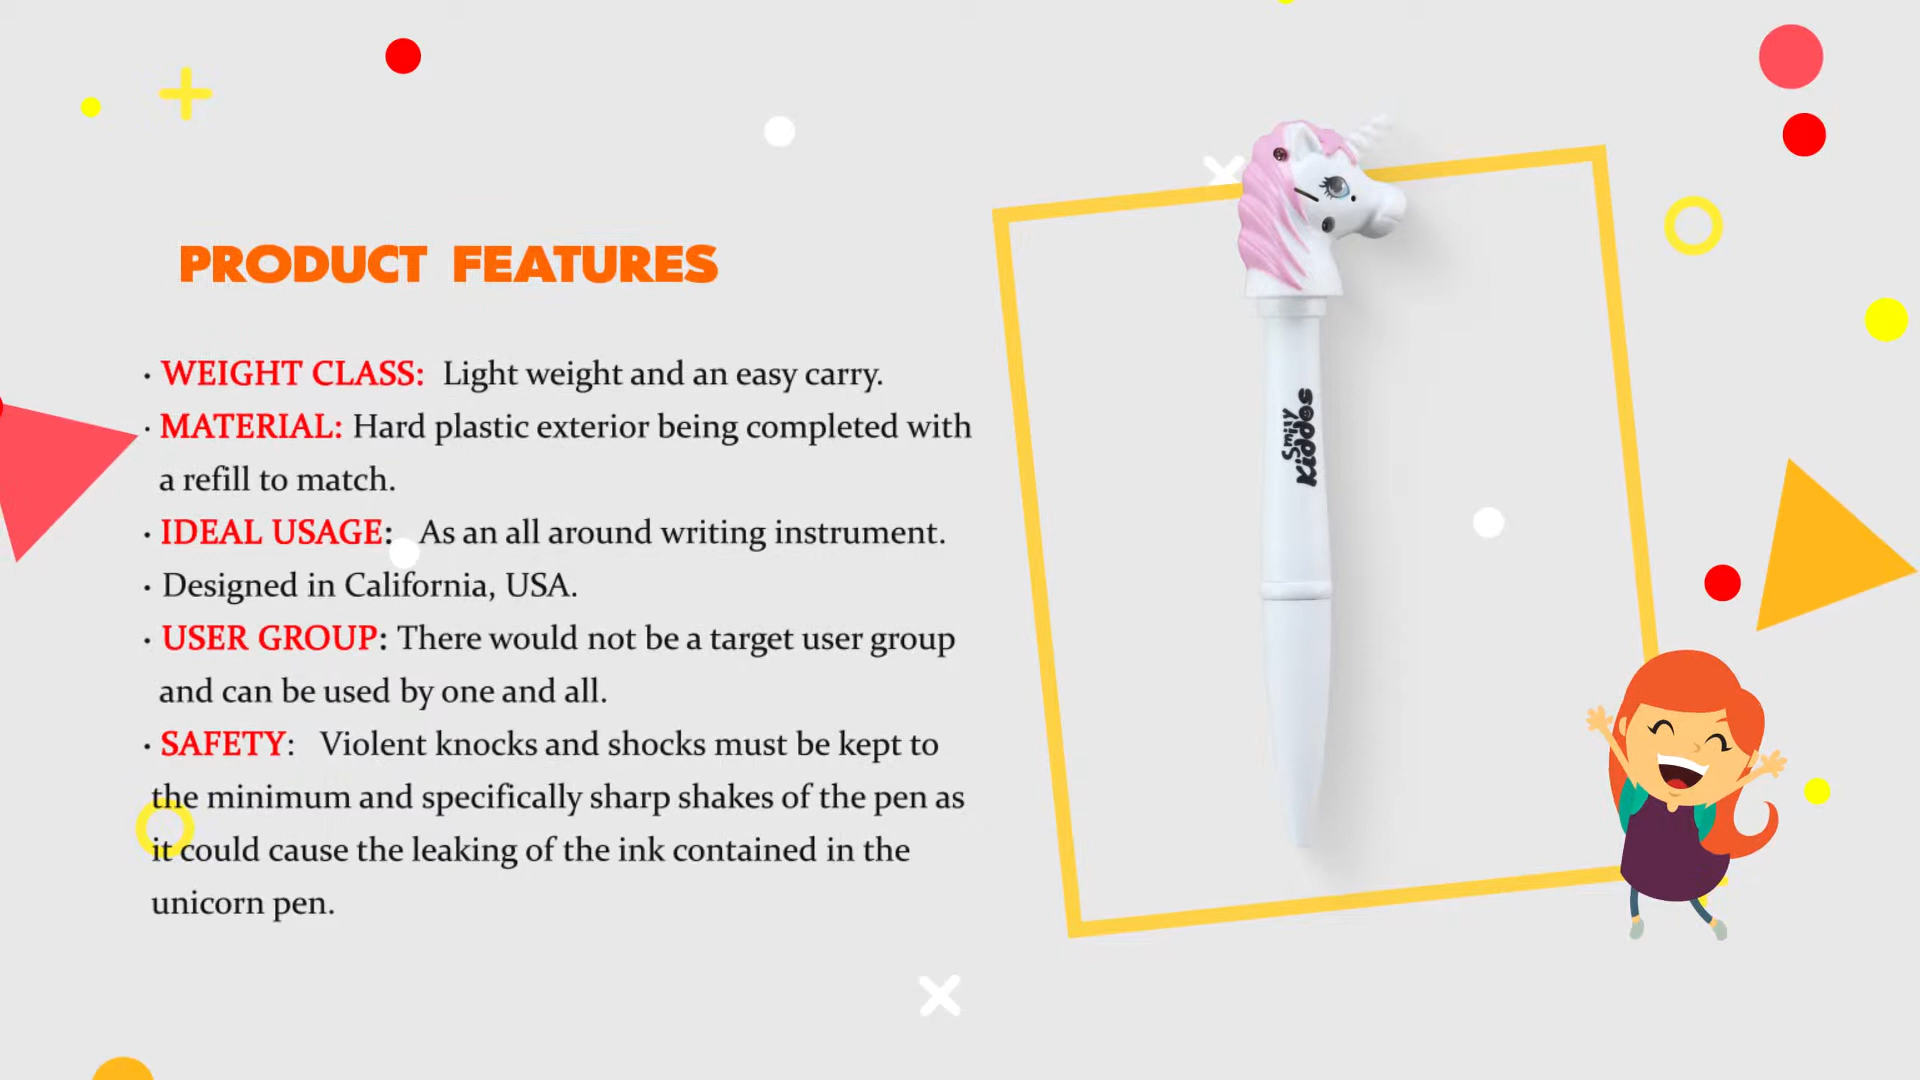 PRODUCT FEATURES
• WEIGHT CLASS: Light weight and an easy carry.
• MATERIAL: Hard plastic exterior being completed with
a refill to match.
• IDEAL USAGE: As an all around writing instrument.
• Designed in California, USA.
• USER GROUP: There would not be a target user group
and can be used by one and all.
• SAFETY: Violent knocks and shocks must be kept to
the minimum and specifically sharp shakes of the pen as
it could cause the leaking of the ink contained in the
unicorn pen.
Smily
Kiddos